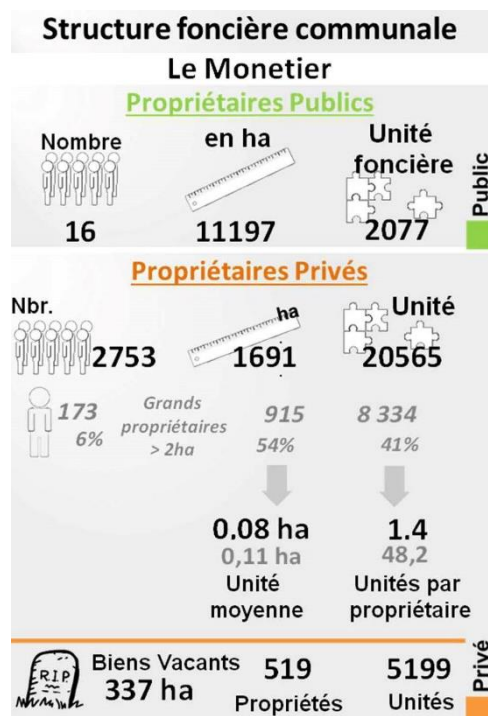 Structure foncière communale
Le Monetier
Propriétaires Publics
Nombre en ha Unité foncière
16 11197 2077
Public
Propriétaires Privés
Nbr. ha Unité
2753 1691 20565
173 Grands 915 8 334
6% propriétaires 54% 41%
> 2ha
0.08 ha 1.4
0,11 ha 48,2
Unité Unités par
moyenne propriétaire
Privé
R.I.P. Biens Vacants 519 5199
337 ha Propriétés Unités